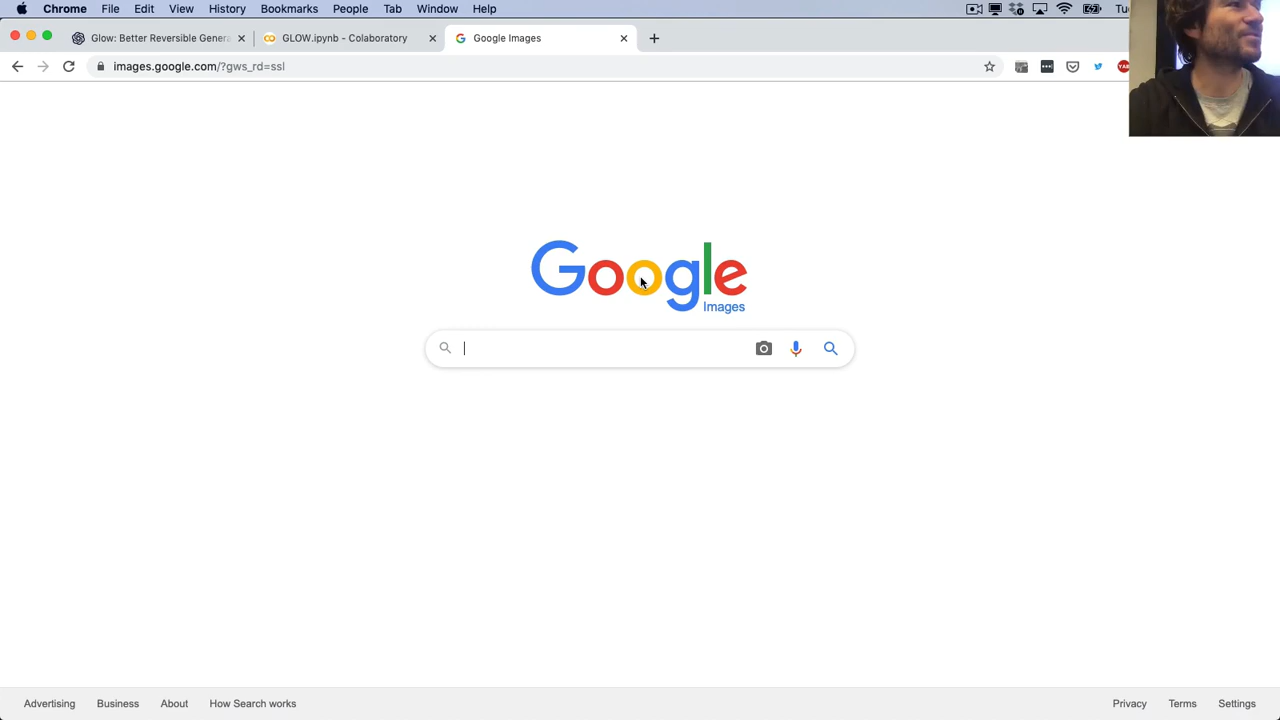 Chrome File Edit View History Bookmarks People Tab Window Help
Glow: Better Reversible Genera
GLOW.ipynb - Colaboratory
Google Images
images.google.com/?gws_rd=ssl
Google
Images
Advertising Business About How Search works Privacy Terms Settings